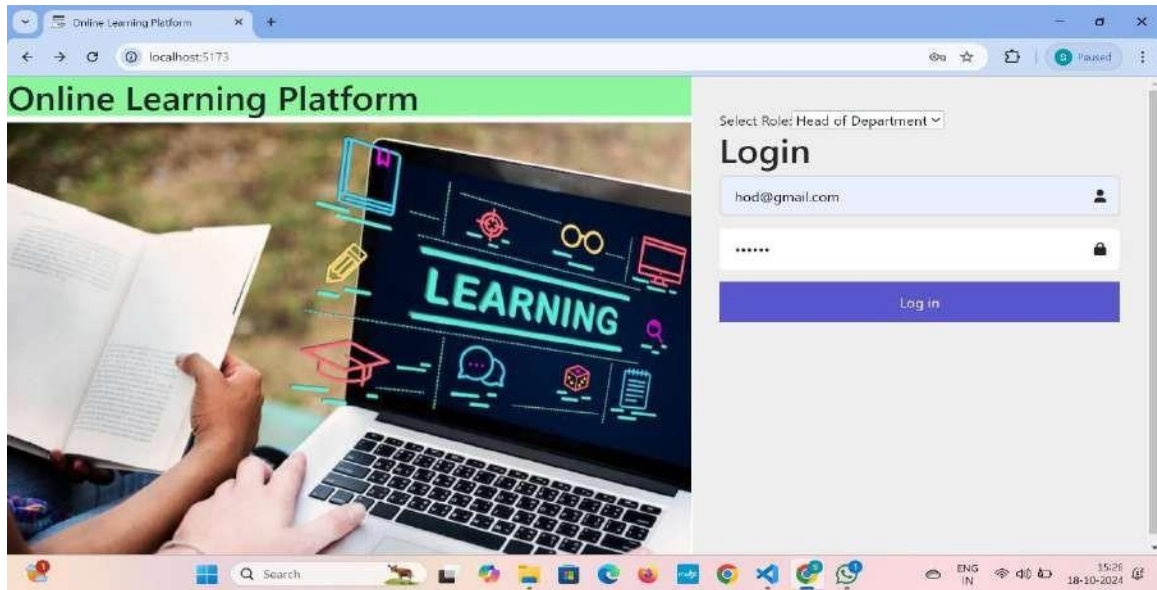 Online Learning Platform
localhost:5173
S Paused
Online Learning Platform
LEARNING
Select Role: Head of Department
Login
hod@gmail.com
••••••
Log in
Search
ENG
IN
15:26
18-10-2024